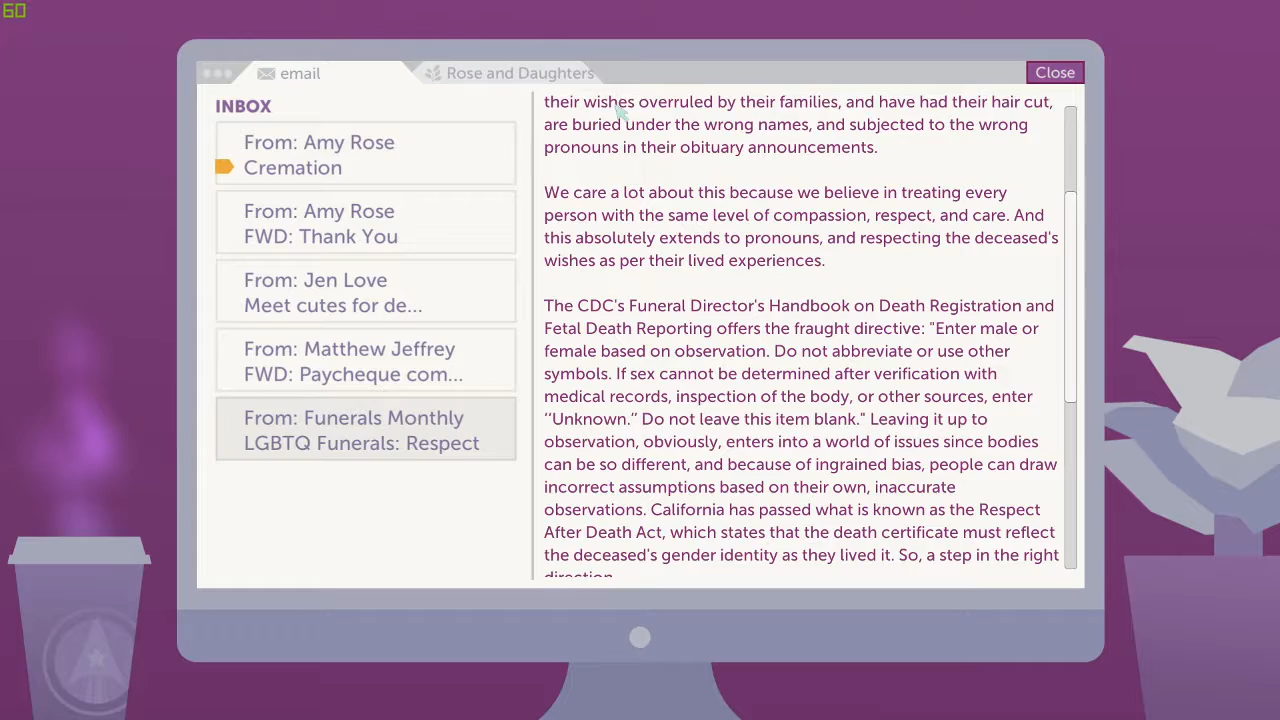 60
email
Rose and Daughters
Close
INBOX
From: Amy Rose
Cremation
From: Amy Rose
FWD: Thank You
From: Jen Love
Meet cutes for de...
From: Matthew Jeffrey
FWD: Paycheque com...
From: Funerals Monthly
LGBTQ Funerals: Respect
their wishes overruled by their families, and have had their hair cut,
are buried under the wrong names, and subjected to the wrong
pronouns in their obituary announcements.
We care a lot about this because we believe in treating every
person with the same level of compassion, respect, and care. And
this absolutely extends to pronouns, and respecting the deceased's
wishes as per their lived experiences.
The CDC's Funeral Director's Handbook on Death Registration and
Fetal Death Reporting offers the fraught directive: "Enter male or
female based on observation. Do not abbreviate or use other
symbols. If sex cannot be determined after verification with
medical records, inspection of the body, or other sources, enter
‘‘Unknown.’’ Do not leave this item blank." Leaving it up to
observation, obviously, enters into a world of issues since bodies
can be so different, and because of ingrained bias, people can draw
incorrect assumptions based on their own, inaccurate
observations. California has passed what is known as the Respect
After Death Act, which states that the death certificate must reflect
the deceased's gender identity as they lived it. So, a step in the right
direction.